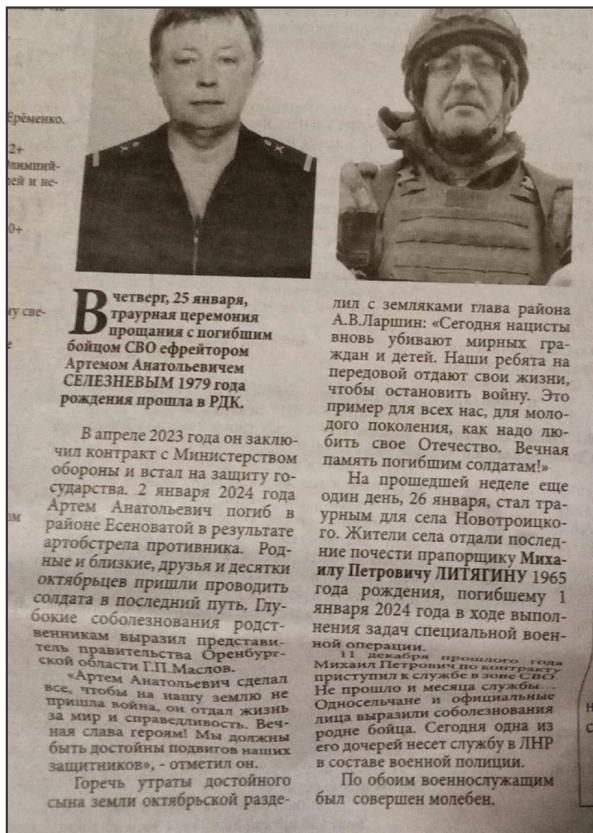 Ерёменко.
2+
0+
В четверг, 25 января,
траурная церемония
прощания с погибшим
бойцом СВО ефрейтором
Артемом Анатольевичем
СЕЛЕЗНЕВЫМ 1979 года
рождения прошла в РДК.
В апреле 2023 года он заклю-
чил контракт с Министерством
обороны и встал на защиту го-
сударства. 2 января 2024 года
Артем Анатольевич погиб в
районе Есеноватой в результате
артобстрела противника. Род-
ные и близкие, друзья и десятки
октябрьцев пришли проводить
солдата в последний путь. Глу-
бокие соболезнования родст-
венникам выразил представи-
тель правительства Оренбург-
ской области Г.П.Маслов.
«Артем Анатольевич сделал
все, чтобы на нашу землю не
пришла война, он отдал жизнь
за мир и справедливость. Веч-
ная слава героям! Мы должны
быть достойны подвигов наших
защитников», - отметил он.
Горечь утраты достойного
сына земли октябрьской разде-
лил с земляками глава района
А.В.Ларшин: «Сегодня нацисты
вновь убивают мирных гра-
ждан и детей. Наши ребята на
передовой отдают свои жизни,
чтобы остановить войну. Это
пример для всех нас, для моло-
дого поколения, как надо лю-
бить свое Отечество. Вечная
память погибшим солдатам!»
На прошедшей неделе еще
один день, 26 января, стал тра-
урным для села Новотроицко-
го. Жители села отдали послед-
ние почести прапорщику Миха-
илу Петровичу ЛИТЯГИНУ 1965
года рождения, погибшему 1
января 2024 года в ходе выпол-
нения задач специальной воен-
ной операции.
11 декабря прошлого года
Михаил Петрович по контракту
приступил к службе в зоне СВО.
Не прошло и месяца службы...
Односельчане и официальные
лица выразили соболезнования
родне бойца. Сегодня одна из
его дочерей несет службу в ЛНР
в составе военной полиции.
По обоим военнослужащим
был совершен молебен.